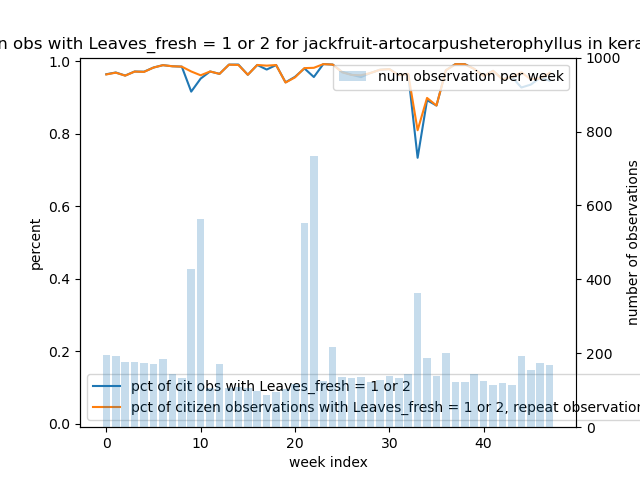 n obs with Leaves_fresh = 1 or 2 for jackfruit-artocarpusheterophyllus in kera
1.0
0.8
0.6
0.4
0.2
0.0
percent
num observation per week
1000
800
600
400
200
0
number of observations
pct of cit obs with Leaves_fresh = 1 or 2
pct of citizen observations with Leaves_fresh = 1 or 2, repeat observation
0
10
20
30
40
week index